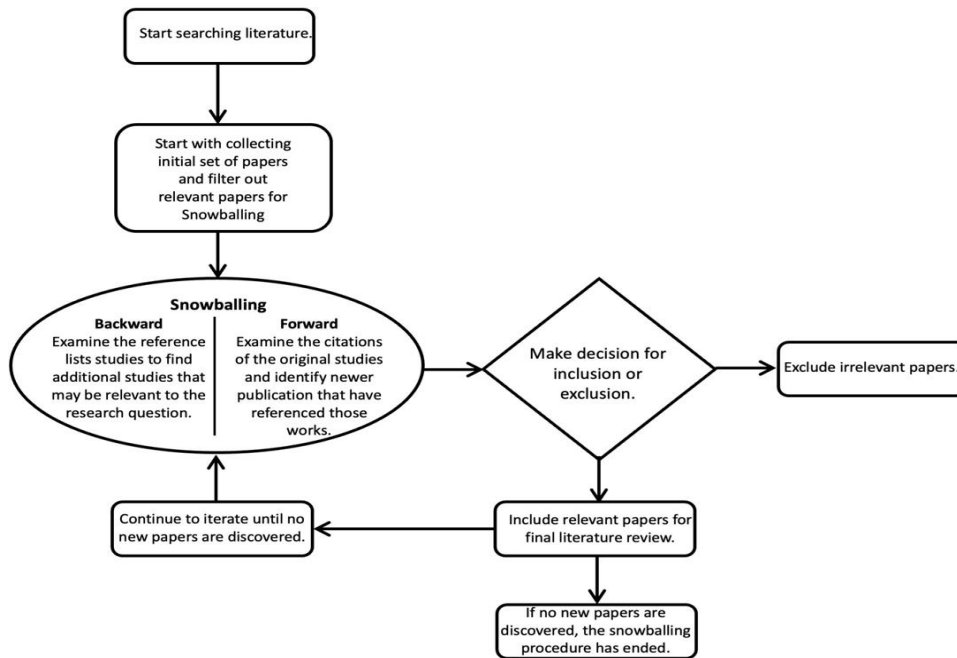 Start searching literature.
Start with collecting
initial set of papers
and filter out
relevant papers for
Snowballing
Snowballing
Backward
Examine the reference
lists studies to find
additional studies that
may be relevant to the
research question.
Forward
Examine the citations
of the original studies
and identify newer
publication that have
referenced those
works.
Make decision for
inclusion or
exclusion.
Exclude irrelevant papers.
Continue to iterate until no
new papers are discovered.
Include relevant papers for
final literature review.
If no new papers are
discovered, the snowballing
procedure has ended.